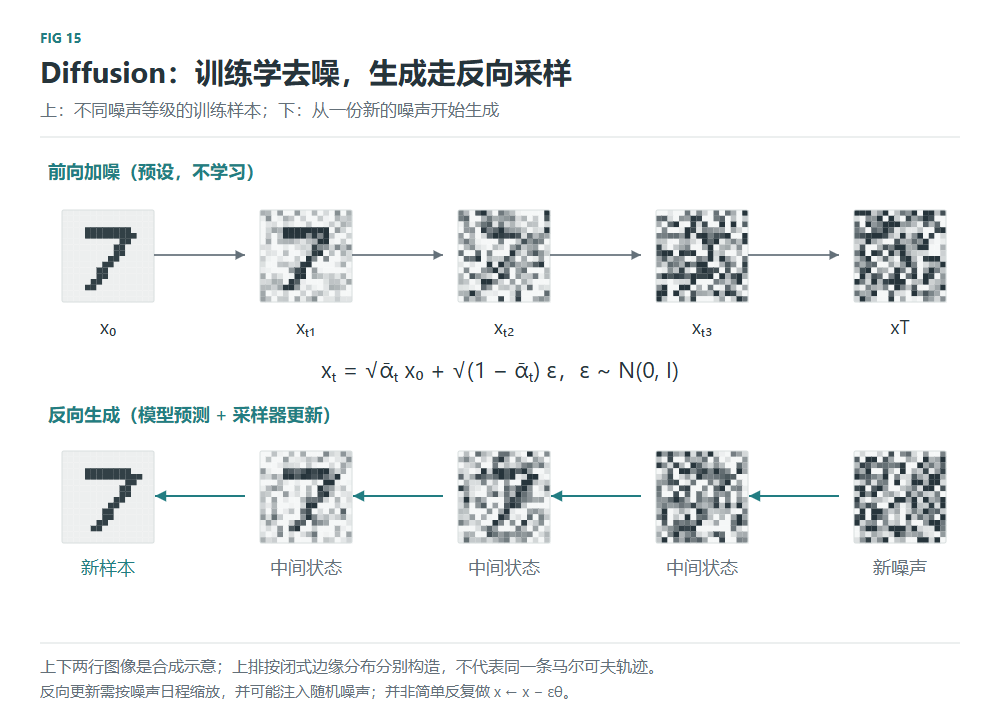 FIG 15
Diffusion：训练学去噪，生成走反向采样
上：不同噪声等级的训练样本；下：从一份新的噪声开始生成
前向加噪（预设，不学习）
x₀ xₜ₁ xₜ₂ xₜ₃ xT
xₜ = √ᾱₜ x₀ + √(1 − ᾱₜ) ε， ε ~ N(0, I)
反向生成（模型预测 + 采样器更新）
新样本 中间状态 中间状态 中间状态 新噪声
上下两行图像是合成示意；上排按闭式边缘分布分别构造，不代表同一条马尔可夫轨迹。
反向更新需按噪声日程缩放，并可能注入随机噪声；并非简单反复做 x ← x − εθ。